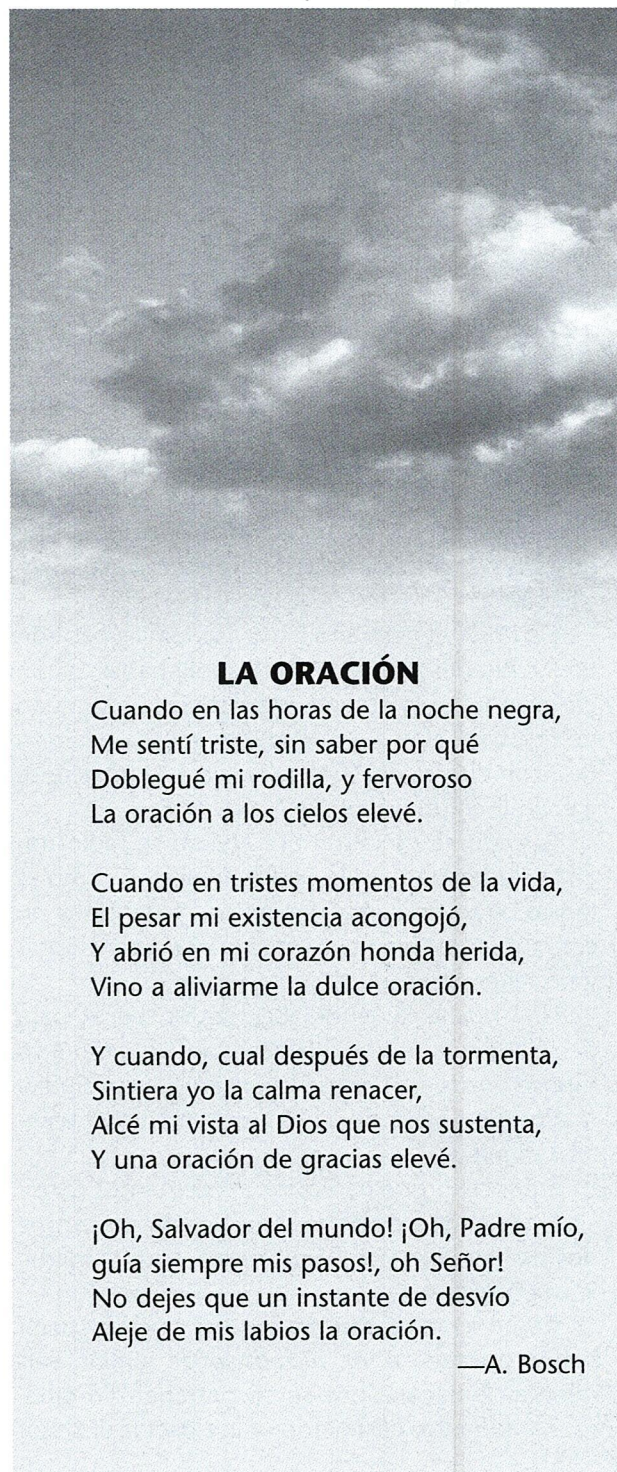 LA ORACIÓN
Cuando en las horas de la noche negra,
Me sentí triste, sin saber por qué
Doblegué mi rodilla, y fervoroso
La oración a los cielos elevé.
Cuando en tristes momentos de la vida,
El pesar mi existencia acongojó,
Y abrió en mi corazón honda herida,
Vino a aliviarme la dulce oración.
Y cuando, cual después de la tormenta,
Sintiera yo la calma renacer,
Alcé mi vista al Dios que nos sustenta,
Y una oración de gracias elevé.
¡Oh, Salvador del mundo! ¡Oh, Padre mío,
guía siempre mis pasos!, oh Señor!
No dejes que un instante de desvío
Aleje de mis labios la oración.
—A. Bosch